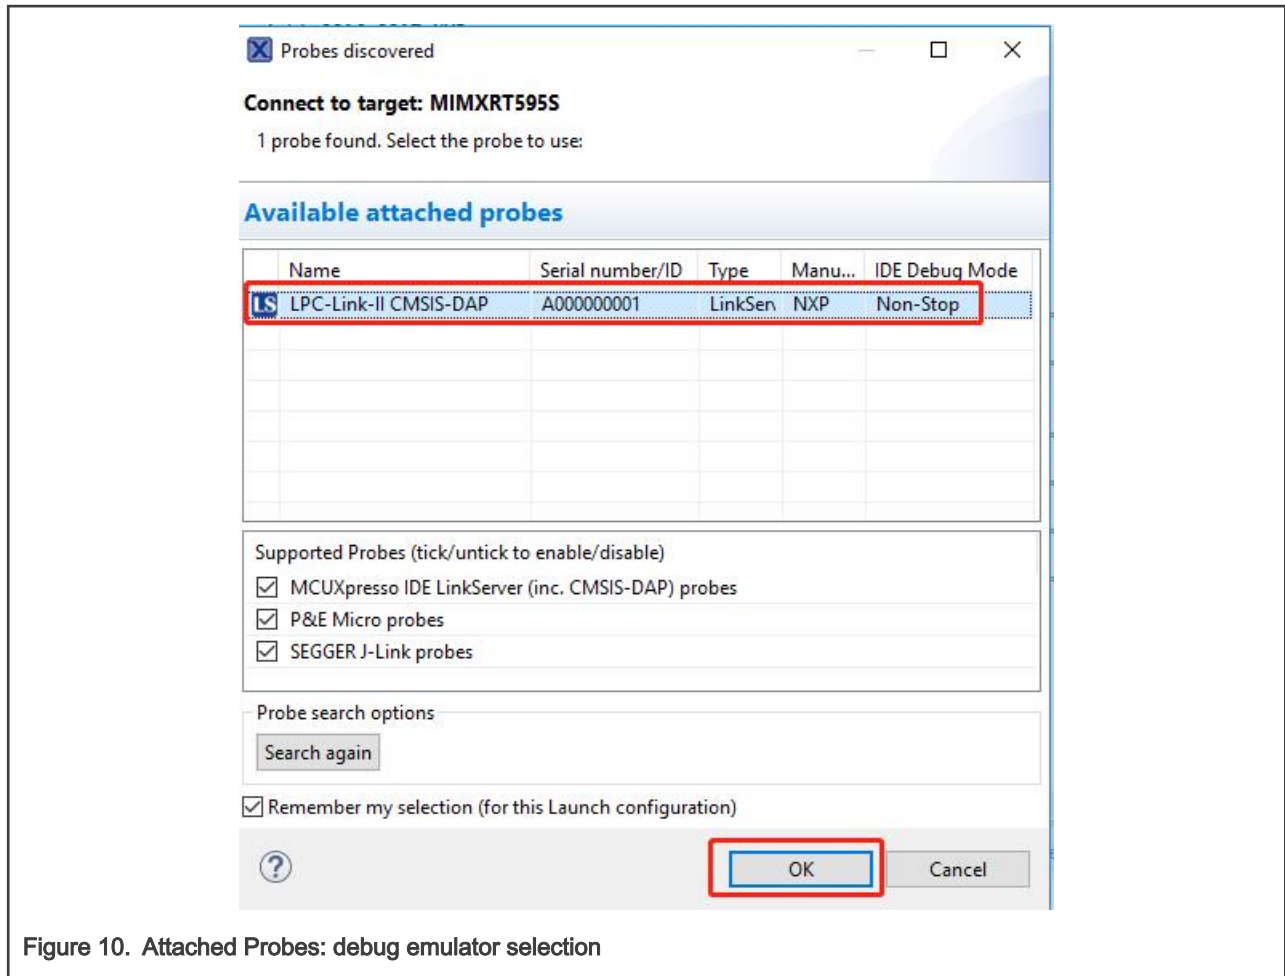 Probes discovered
Connect to target: MIMXRT595S
1 probe found. Select the probe to use:
Available attached probes
Name Serial number/ID Type Manu... IDE Debug Mode
LS LPC-Link-II CMSIS-DAP A000000001 LinkSer NXP Non-Stop
Supported Probes (tick/untick to enable/disable)
MCUXpresso IDE LinkServer (inc. CMSIS-DAP) probes
P&E Micro probes
SEGGER J-Link probes
Probe search options
Search again
Remember my selection (for this Launch configuration)
? OK Cancel
Figure 10. Attached Probes: debug emulator selection